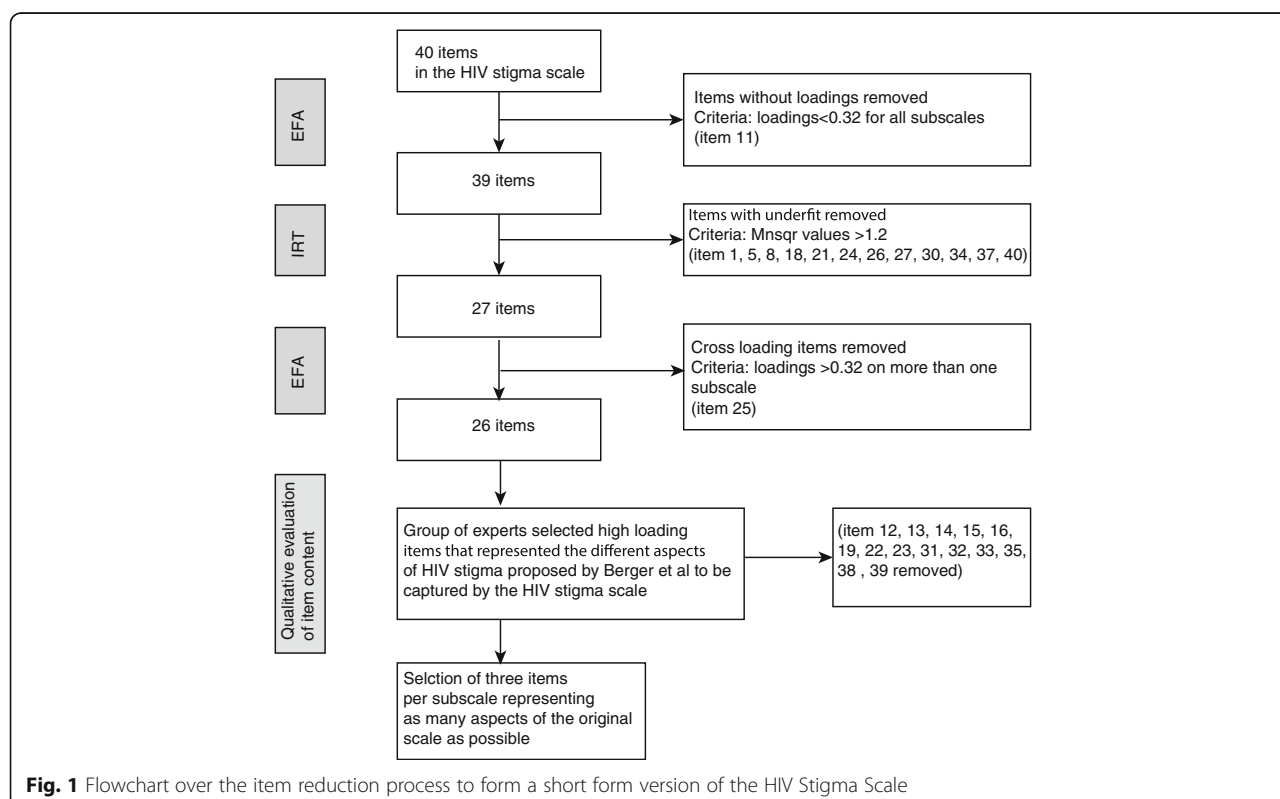 40 items
in the HIV stigma scale
EFA
Items without loadings removed
Criteria: loadings<0.32 for all subscales
(item 11)
39 items
IRT
Items with underfit removed
Criteria: Mnsqr values >1.2
(item 1, 5, 8, 18, 21, 24, 26, 27, 30, 34, 37, 40)
27 items
EFA
Cross loading items removed
Criteria: loadings >0.32 on more than one
subscale
(item 25)
26 items
Qualitative evaluation
of item content
Group of experts selected high loading
items that represented the different aspects
of HIV stigma proposed by Berger et al to be
captured by the HIV stigma scale
(item 12, 13, 14, 15, 16,
19, 22, 23, 31, 32, 33, 35,
38 , 39 removed)
Selction of three items
per subscale representing
as many aspects of the original
scale as possible
Fig. 1 Flowchart over the item reduction process to form a short form version of the HIV Stigma Scale